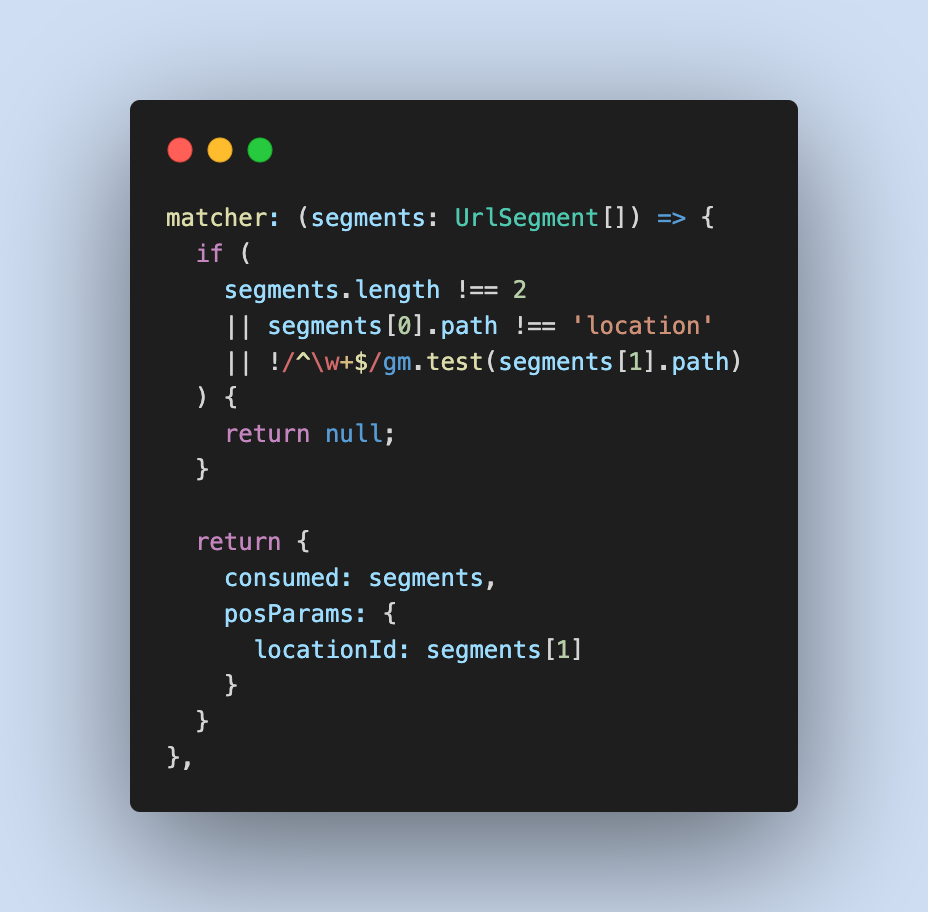 matcher: (segments: UrlSegment[]) => {
  if (
    segments.length !== 2
    || segments[0].path !== 'location'
    || !/^\w+$/gm.test(segments[1].path)
  ) {
    return null;
  }

  return {
    consumed: segments,
    posParams: {
      locationId: segments[1]
    }
  }
},